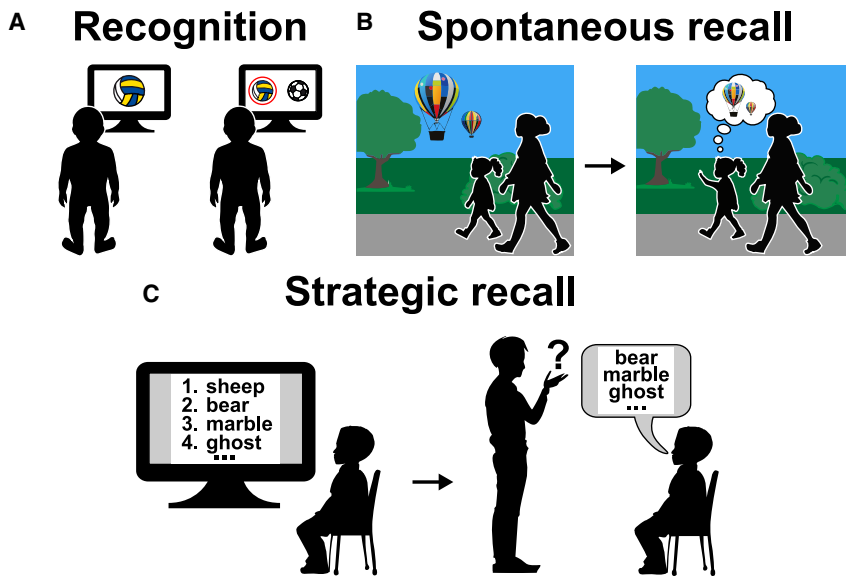 A Recognition
B Spontaneous recall
C Strategic recall
1. sheep
2. bear
3. marble
4. ghost
...
?
bear
marble
ghost
...